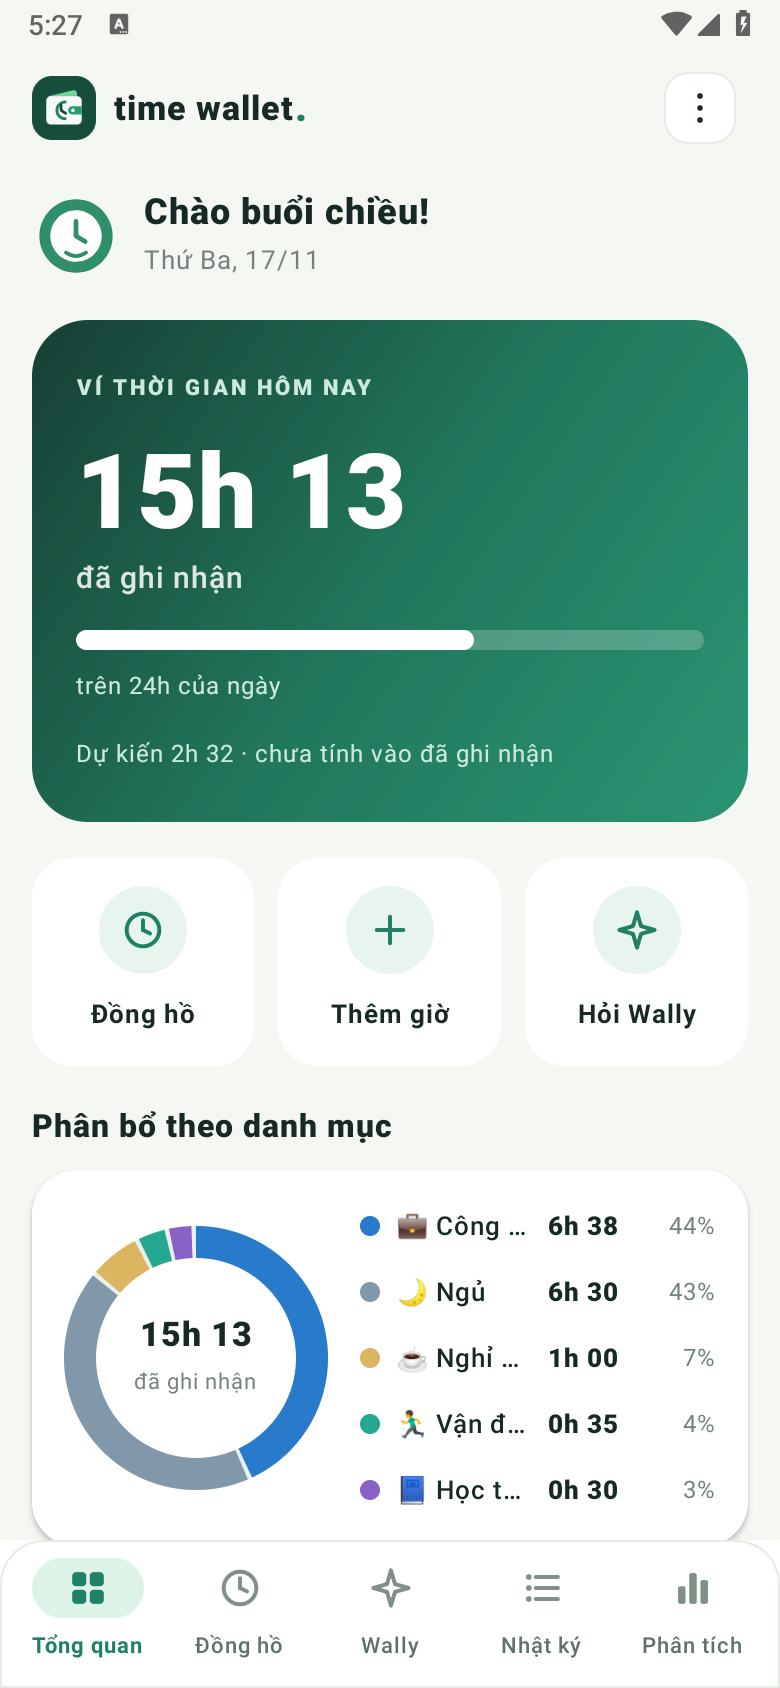 5:27
A
time wallet.
Chào buổi chiều!
Thứ Ba, 17/11
VÍ THỜI GIAN HÔM NAY
15h 13
đã ghi nhận
trên 24h của ngày
Dự kiến 2h 32 · chưa tính vào đã ghi nhận
Đồng hồ
Thêm giờ
Hỏi Wally
Phân bổ theo danh mục
15h 13
đã ghi nhận
Công ... 6h 38 44%
Ngủ 6h 30 43%
Nghỉ ... 1h 00 7%
Vận đ... 0h 35 4%
Học t... 0h 30 3%
Tổng quan
Đồng hồ
Wally
Nhật ký
Phân tích